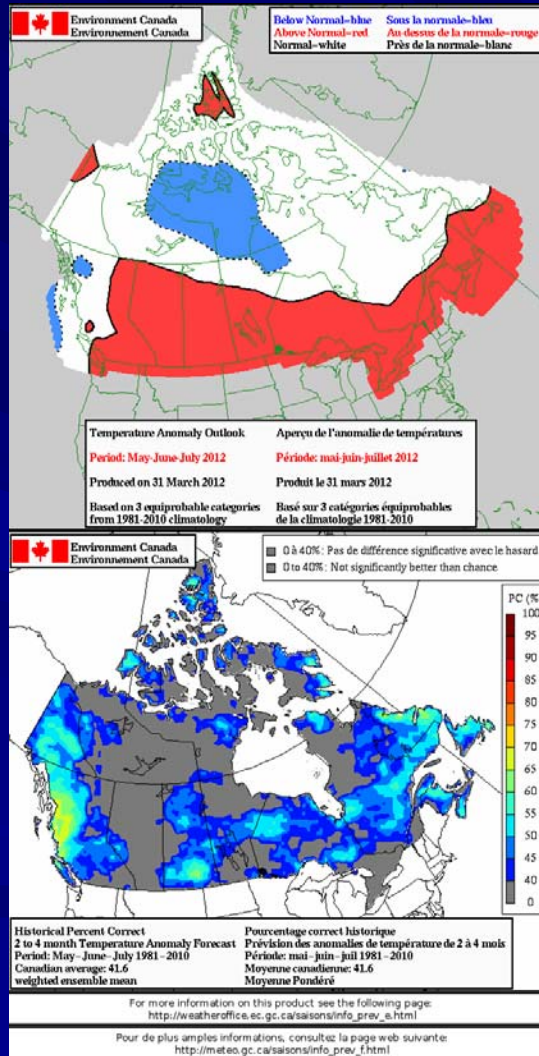 Environment Canada
Environnement Canada
Below Normal=blue Sous la normale=bleu
Above Normal=red Au-dessus de la normale=rouge
Normal=white Près de la normale=blanc
Temperature Anomaly Outlook Aperçu de l'anomalie de températures
Period: May-June-July 2012 Période: mai-juin-juillet 2012
Produced on 31 March 2012 Produit le 31 mars 2012
Based on 3 equiprobable categories Basé sur 3 catégories équiprobables
from 1981-2010 climatology de la climatologie 1981-2010
Environment Canada
Environnement Canada
0 à 40%: Pas de différence significative avec le hasard
0 to 40%: Not significantly better than chance
PC (%
100
95
90
85
80
75
70
65
60
55
50
45
40
0
Historical Percent Correct Pourcentage correct historique
2 to 4 month Temperature Anomaly Forecast Prévision des anomalies de température de 2 à 4 mois
Period: May-June-July 1981-2010 Période: mai-juin-juil 1981-2010
Canadian average: 41.6 Moyenne canadienne: 41.6
weighted ensemble mean Moyenne Pondéré
For more information on this product see the following page:
http://weatheroffice.ec.gc.ca/saisons/info_prev_e.html
Pour de plus amples informations, consultez la page web suivante:
http://meteo.gc.ca/saisons/info_prev_f.html